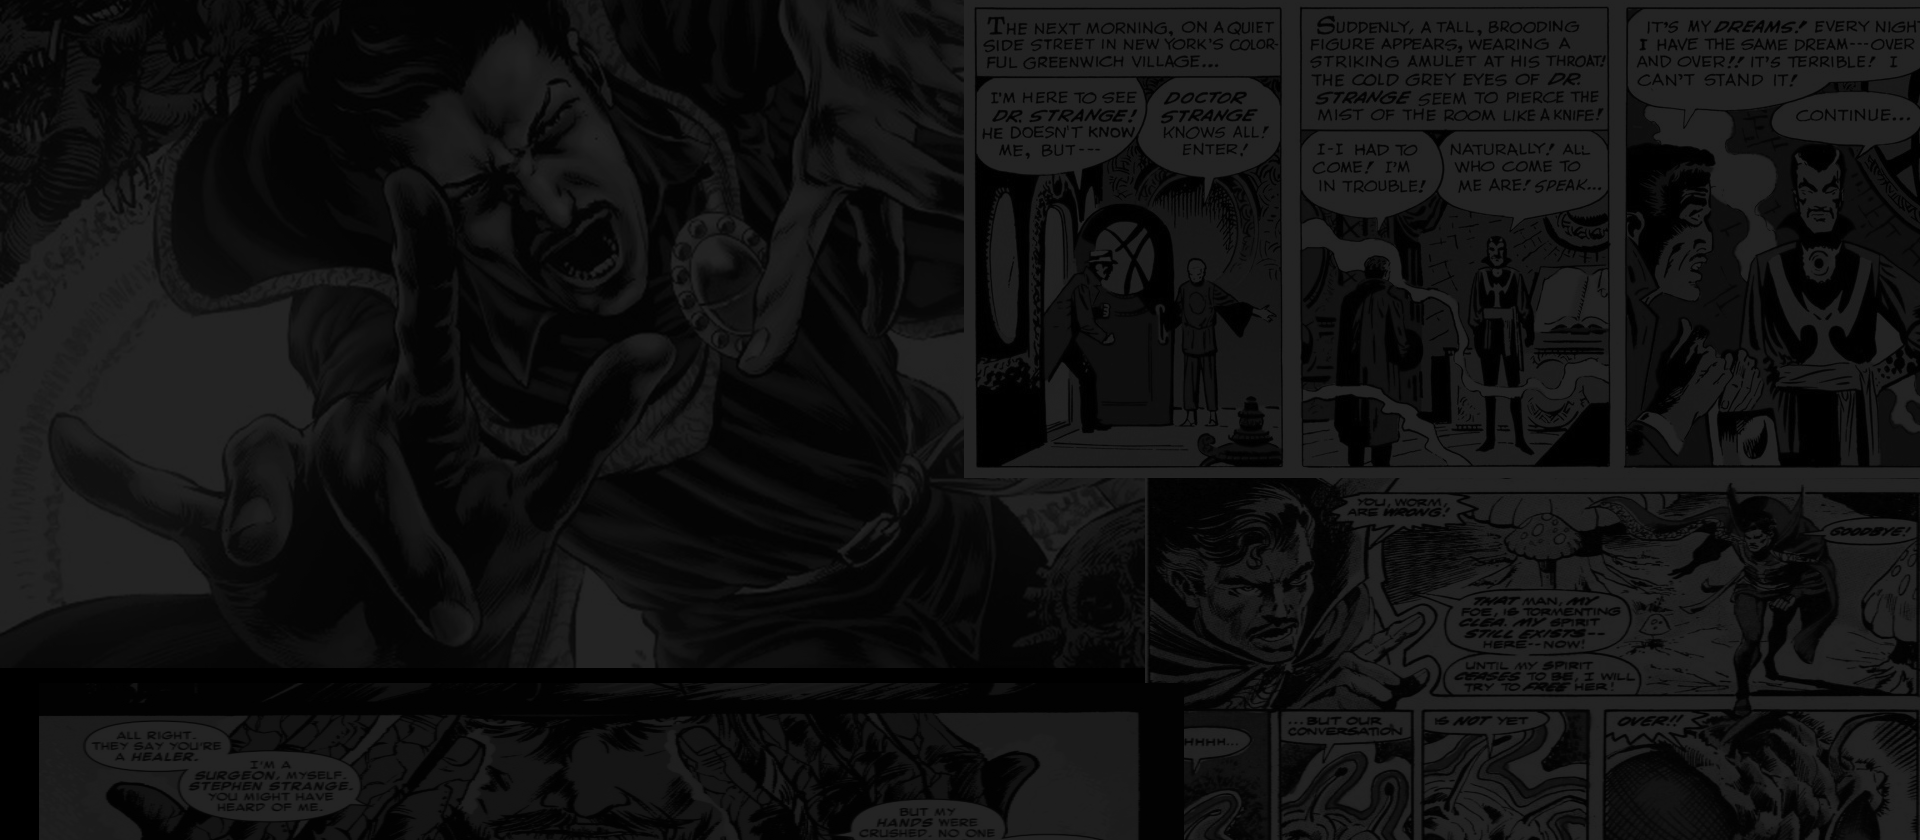 THE NEXT MORNING, ON A QUIET
SIDE STREET IN NEW YORK'S COLOR-
FUL GREENWICH VILLAGE...
I'M HERE TO SEE
DR. STRANGE!
HE DOESN'T KNOW
ME, BUT---
DOCTOR
STRANGE
KNOWS ALL!
ENTER!
SUDDENLY, A TALL, BROODING
FIGURE APPEARS, WEARING A
STRIKING AMULET AT HIS THROAT!
THE COLD GREY EYES OF DR.
STRANGE SEEM TO PIERCE THE
MIST OF THE ROOM LIKE A KNIFE!
I-I HAD TO
COME! I'M
IN TROUBLE!
NATURALLY! ALL
WHO COME TO
ME ARE! SPEAK...
IT'S MY DREAMS! EVERY NIGHT
I HAVE THE SAME DREAM---OVER
AND OVER!! IT'S TERRIBLE! I
CAN'T STAND IT!
CONTINUE...
YOU, WORM,
ARE WRONG!
THAT MAN, MY
FOE, IS TORMENTING
CLEA. MY SPIRIT
STILL EXISTS--
HERE--NOW!
UNTIL MY SPIRIT
CEASES TO BE, I WILL
TRY TO FREE HER!
GOODBYE!
HHHH...
...BUT OUR
CONVERSATION
IS NOT YET
OVER!!
ALL RIGHT.
THEY SAY YOU'RE
A HEALER.
I'M A
SURGEON, MYSELF.
STEPHEN STRANGE.
YOU MIGHT HAVE
HEARD OF ME.
BUT MY
HANDS WERE
CRUSHED. NO ONE